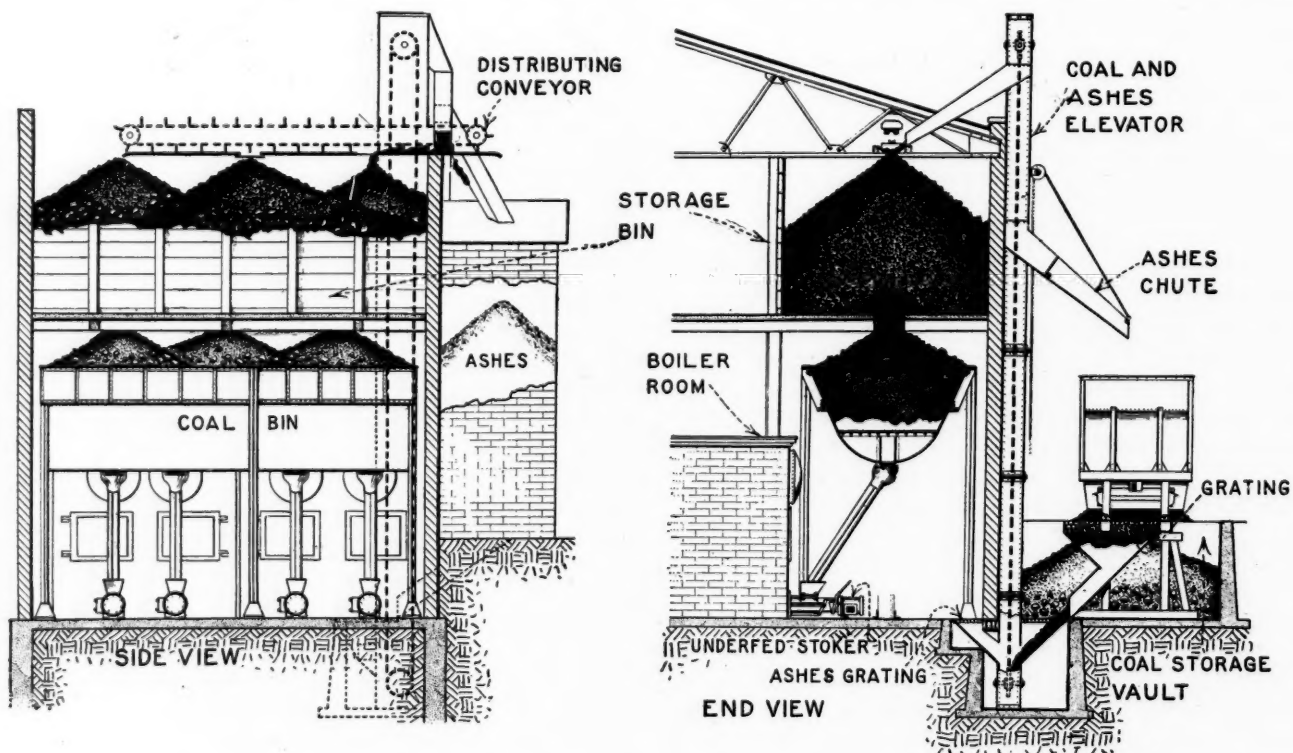 DISTRIBUTING
CONVEYOR
STORAGE
BIN
ASHES
COAL BIN
SIDE VIEW
COAL AND
ASHES
ELEVATOR
ASHES
CHUTE
BOILER
ROOM
GRATING
UNDERFED STOKER
ASHES GRATING
COAL STORAGE
VAULT
END VIEW